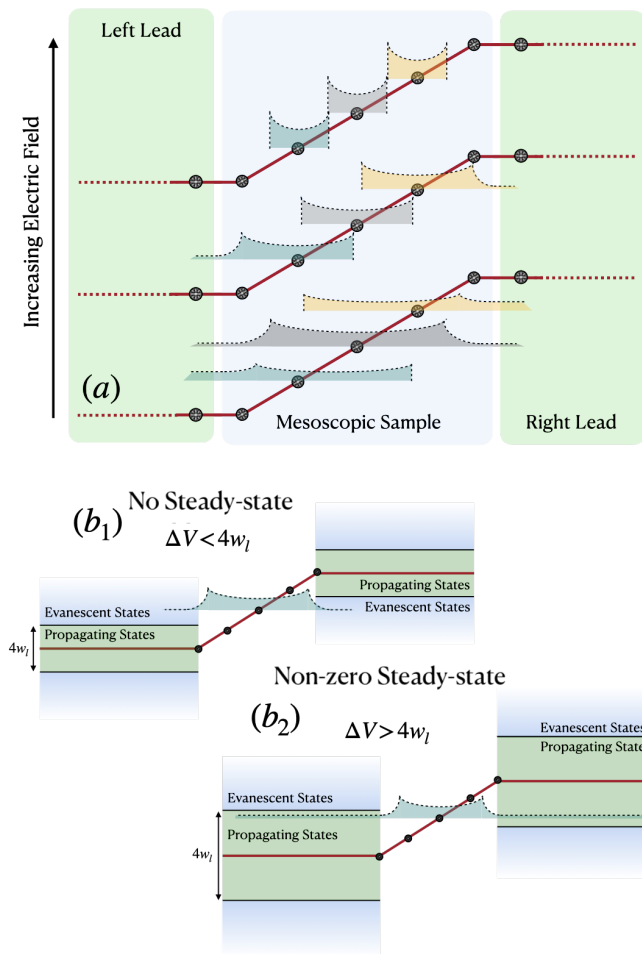 Left Lead
Increasing Electric Field
(a)
Mesoscopic Sample
Right Lead
(b₁)
No Steady-state
ΔV < 4wₗ
Propagating States
Evanescent States
Evanescent States
Propagating States
4wₗ
Non-zero Steady-state
(b₂)
ΔV > 4wₗ
Evanescent States
Propagating State
Evanescent States
Propagating States
4wₗ